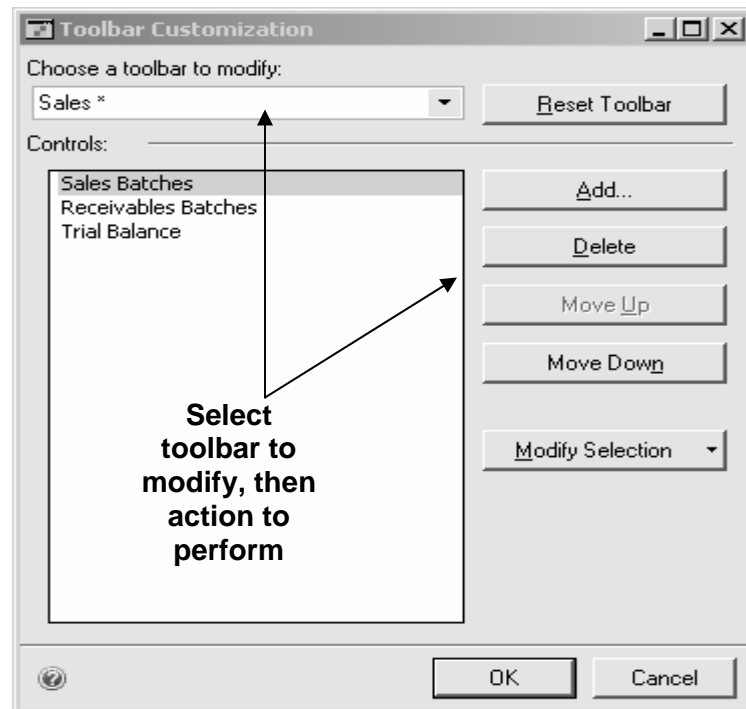 Toolbar Customization
Choose a toolbar to modify:
Sales *
Reset Toolbar
Controls:
Sales Batches
Receivables Batches
Trial Balance
Add...
Delete
Move Up
Move Down
Modify Selection
Select
toolbar to
modify, then
action to
perform
OK
Cancel